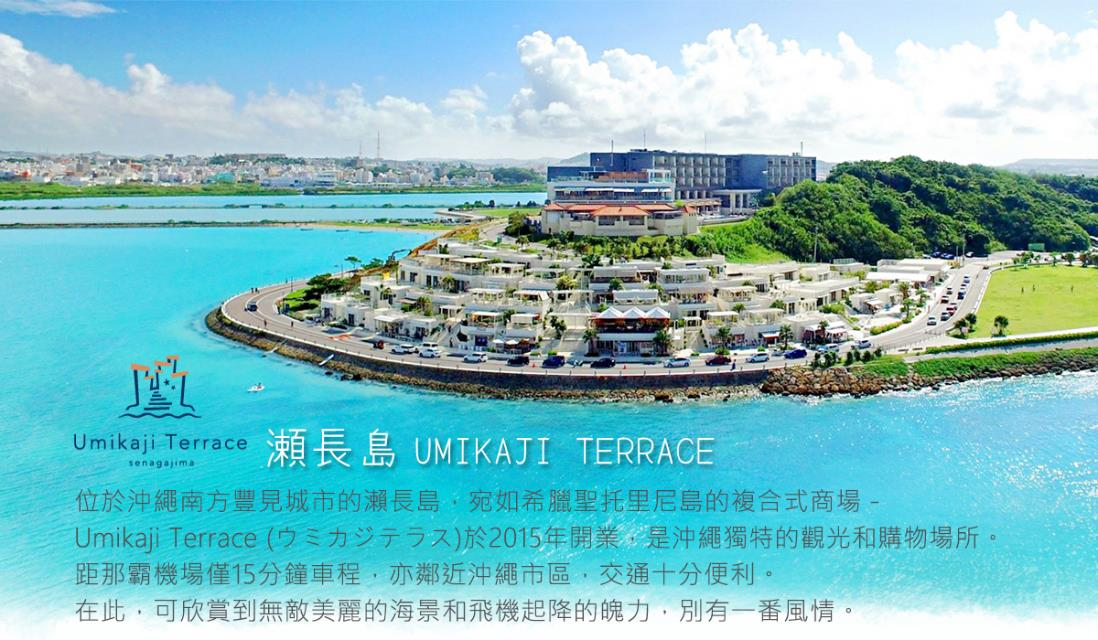 Umikaji Terrace
senagajima
瀨長島 UMIKAJI TERRACE
位於沖繩南方豐見城市的瀨長島，宛如希臘聖托里尼島的複合式商場 -
Umikaji Terrace (ウミカジテラス)於2015年開業，是沖繩獨特的觀光和購物場所。
距那霸機場僅15分鐘車程，亦鄰近沖繩市區，交通十分便利。
在此，可欣賞到無敵美麗的海景和飛機起降的魄力，別有一番風情。